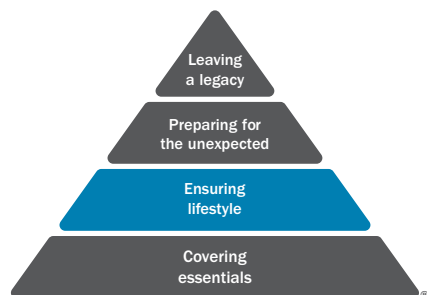 Leaving
a legacy
Preparing for
the unexpected
Ensuring
lifestyle
Covering
essentials
®